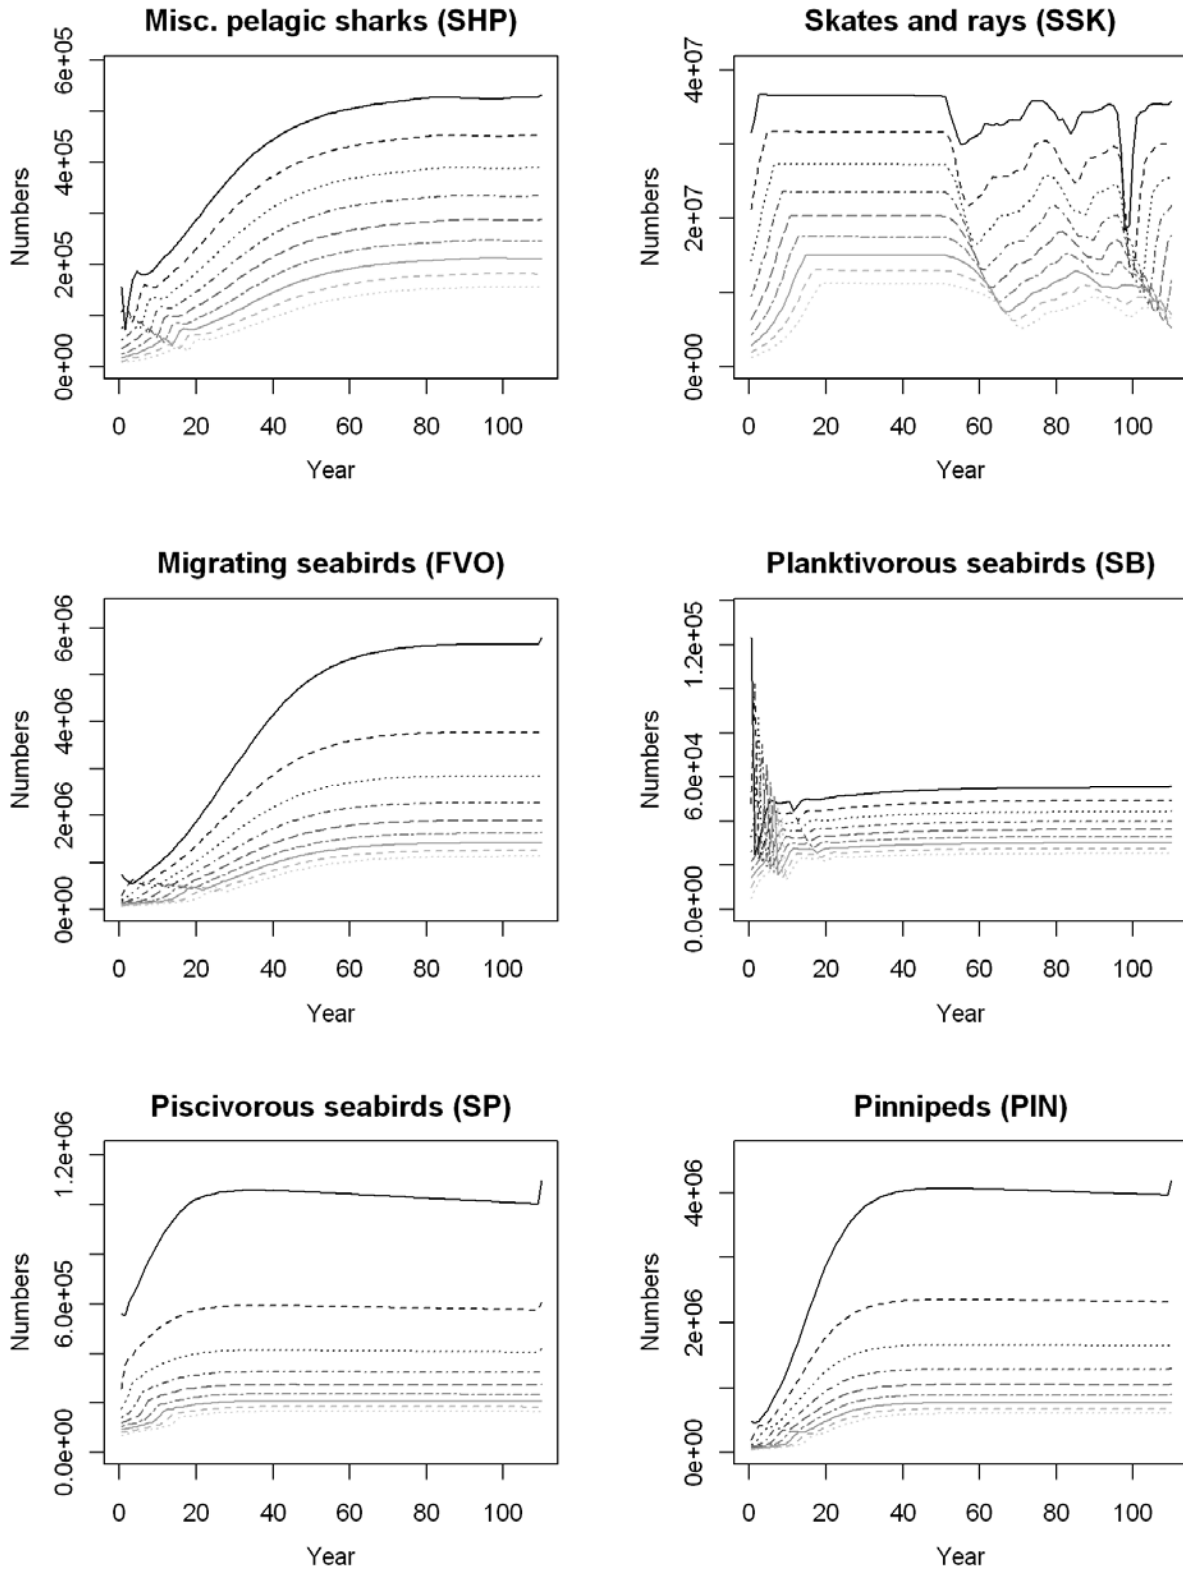 Misc. pelagic sharks (SHP)
Numbers
0e+00 2e+05 4e+05 6e+05
0 20 40 60 80 100
Year
Skates and rays (SSK)
Numbers
0e+00 2e+07 4e+07
0 20 40 60 80 100
Year
Migrating seabirds (FVO)
Numbers
0e+00 2e+06 4e+06 6e+06
0 20 40 60 80 100
Year
Planktivorous seabirds (SB)
Numbers
0.0e+00 6.0e+04 1.2e+05
0 20 40 60 80 100
Year
Piscivorous seabirds (SP)
Numbers
0.0e+00 6.0e+05 1.2e+06
0 20 40 60 80 100
Year
Pinnipeds (PIN)
Numbers
0e+00 2e+06 4e+06
0 20 40 60 80 100
Year